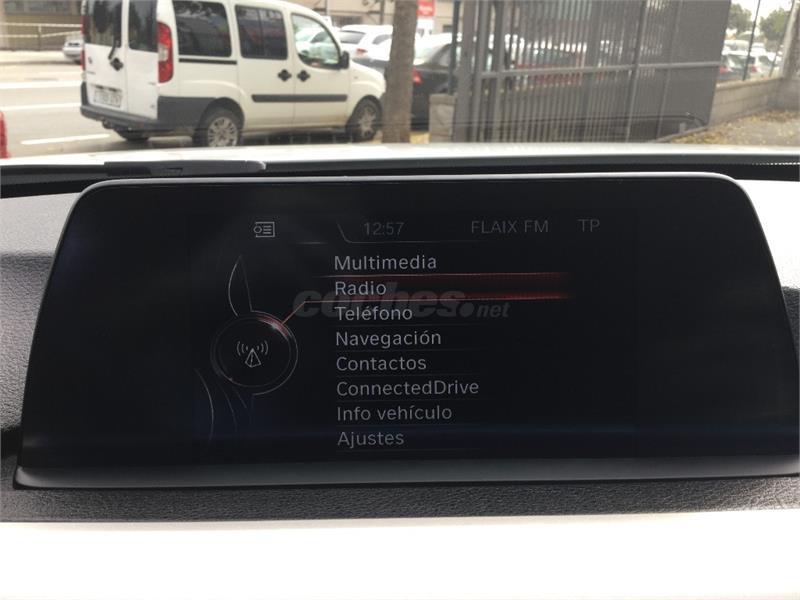 12:57 FLAIX FM TP
Multimedia
Radio
coches.net
Teléfono
Navegación
Contactos
ConnectedDrive
Info vehículo
Ajustes